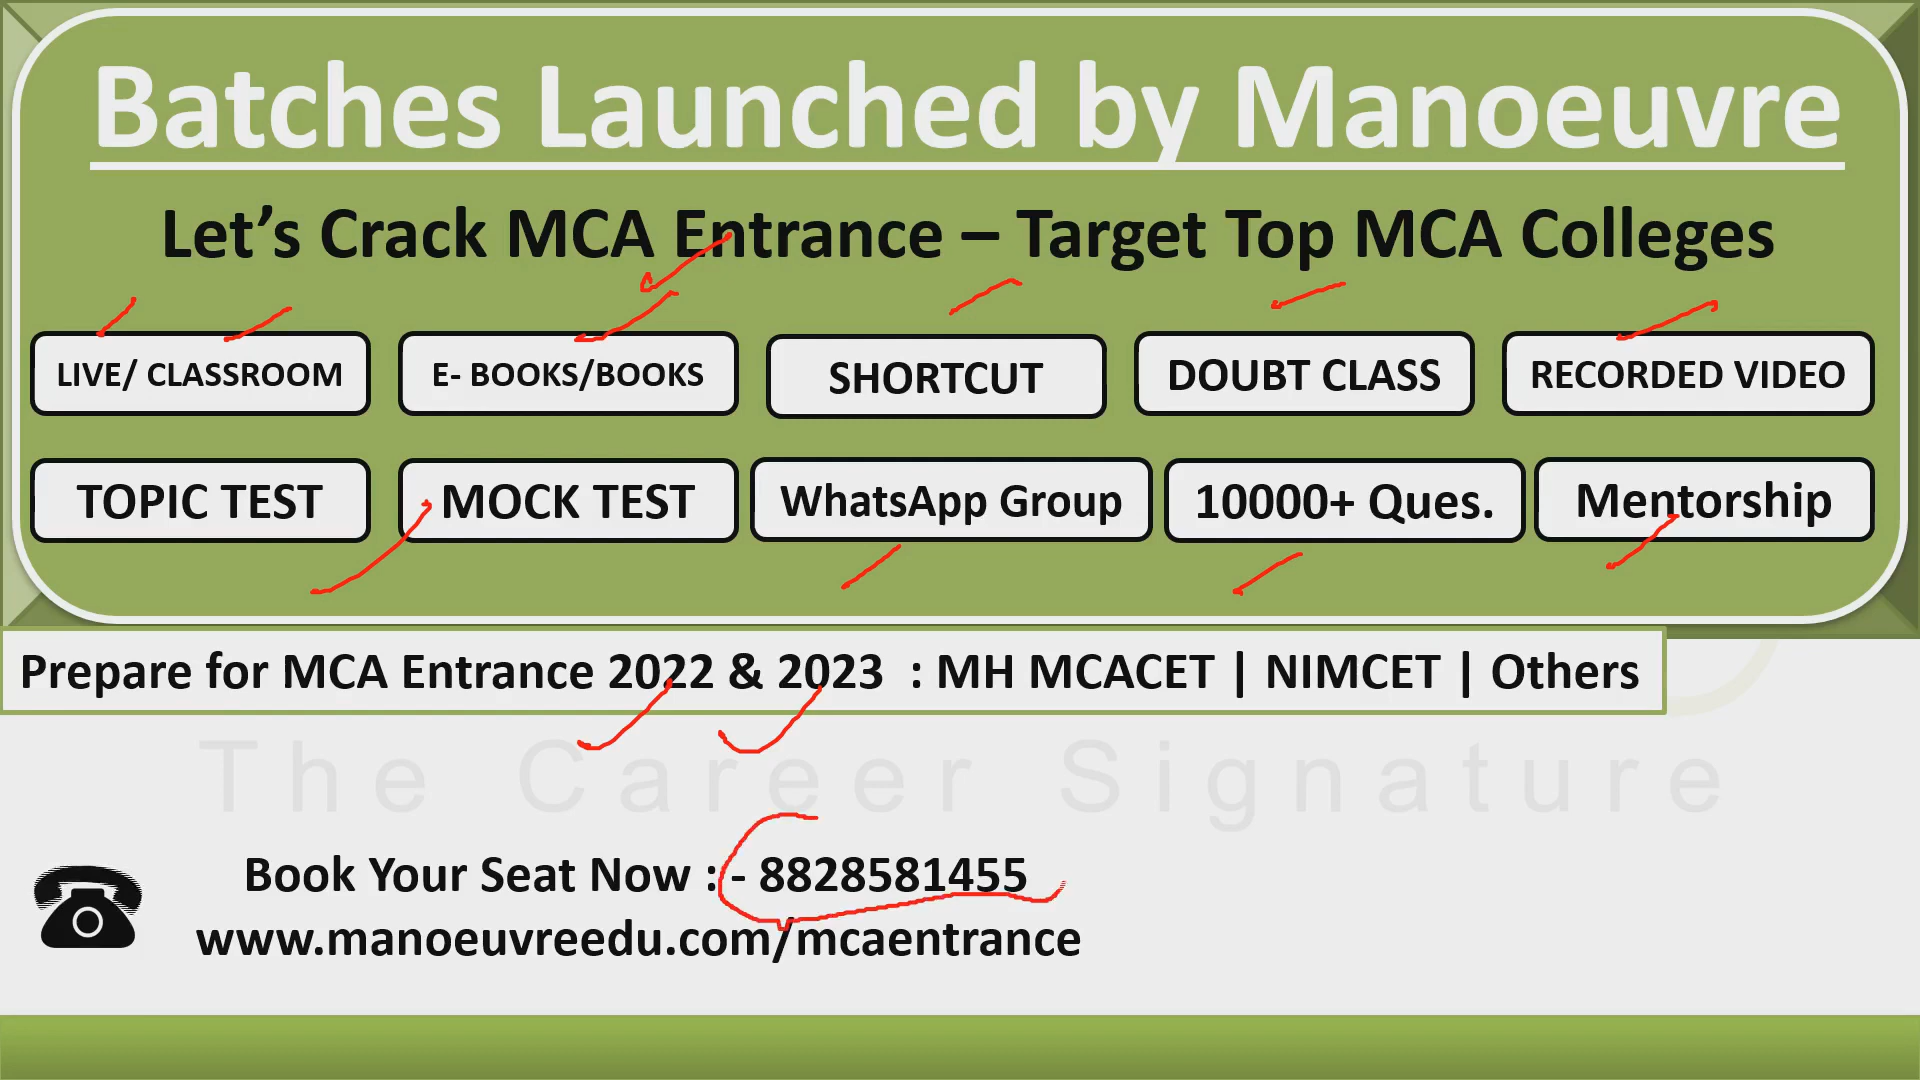 Batches Launched by Manoeuvre
Let’s Crack MCA Entrance – Target Top MCA Colleges
LIVE/ CLASSROOM
E- BOOKS/BOOKS
SHORTCUT
DOUBT CLASS
RECORDED VIDEO
TOPIC TEST
MOCK TEST
WhatsApp Group
10000+ Ques.
Mentorship
Prepare for MCA Entrance 2022 & 2023 : MH MCACET | NIMCET | Others
The Career Signature
Book Your Seat Now : - 8828581455
www.manoeuvreedu.com/mcaentrance